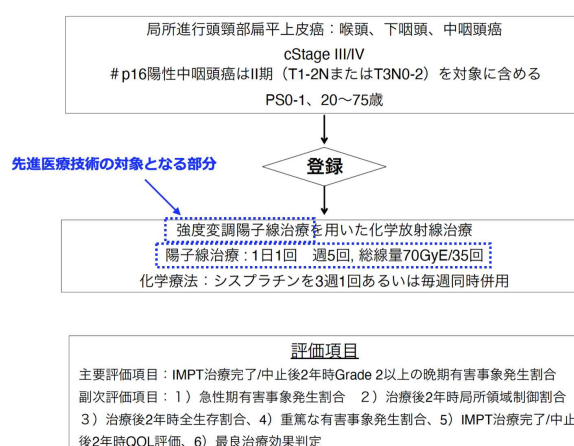 局所進行頭頸部扁平上皮癌：喉頭、下咽頭、中咽頭癌
cStage III/IV
＃p16陽性中咽頭癌はII期（T1-2NまたはT3N0-2）を対象に含める
PS0-1、20〜75歳
先進医療技術の対象となる部分
登録
強度変調陽子線治療を用いた化学放射線治療
陽子線治療：1日1回　週5回, 総線量70GyE/35回
化学療法：シスプラチンを3週1回あるいは毎週同時併用
評価項目
主要評価項目：IMPT治療完了/中止後2年時Grade 2以上の晩期有害事象発生割合
副次評価項目：１）急性期有害事象発生割合　２）治療後2年時局所領域制御割合
３）治療後2年時全生存割合、4）重篤な有害事象発生割合、5）IMPT治療完了/中止
後2年時QOL評価、6）最良治療効果判定